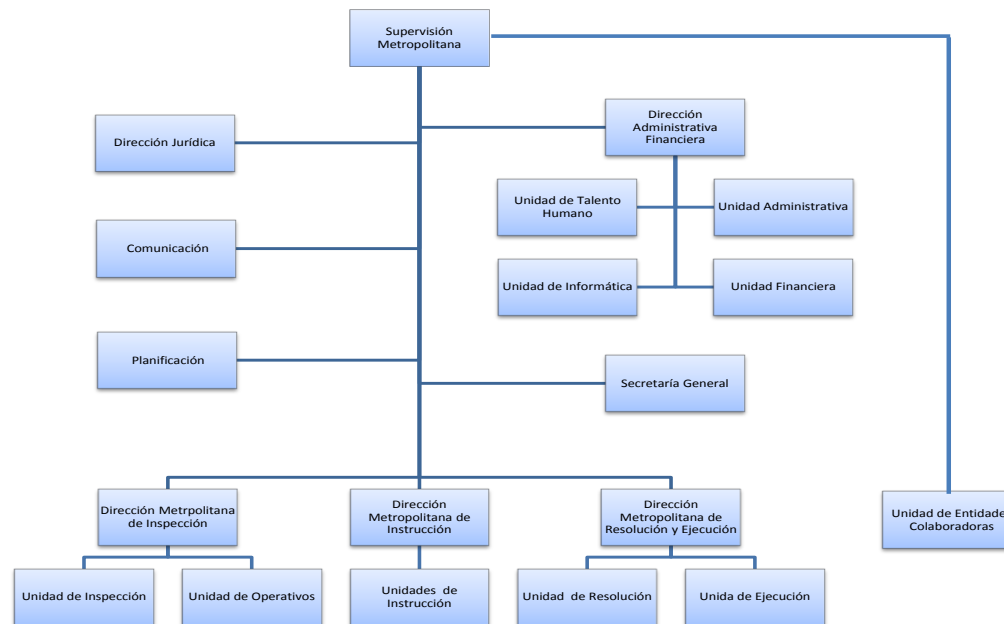 Supervisión
Metropolitana
Dirección
Administrativa
Financiera
Dirección Jurídica
Unidad de Talento
Humano
Unidad Administrativa
Comunicación
Unidad de Informática
Unidad Financiera
Planificación
Secretaría General
Dirección Metrpolitana
de Inspección
Dirección
Metropolitana de
Instrucción
Dirección
Metropolitana de
Resolución y Ejecución
Unidad de Entidade
Colaboradoras
Unidad de Inspección
Unidad de Operativos
Unidades de
Instrucción
Unidad de Resolución
Unida de Ejecución